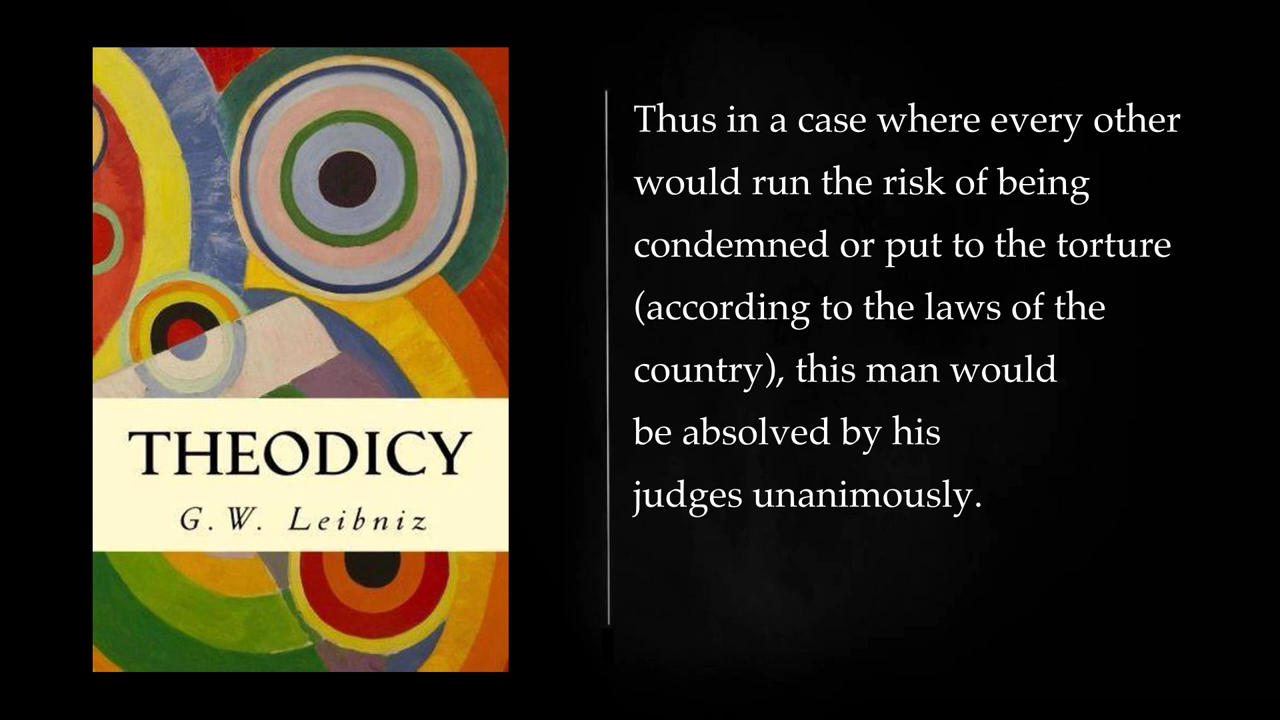 THEODICY
G.W. Leibniz
Thus in a case where every other
would run the risk of being
condemned or put to the torture
(according to the laws of the
country), this man would
be absolved by his
judges unanimously.